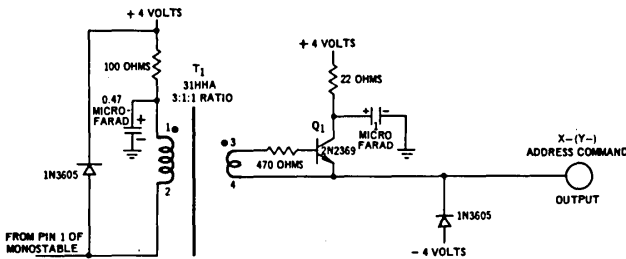 + 4 VOLTS
100 OHMS
0.47
MICRO-
FARAD
+
−
1N3605
FROM PIN 1 OF
MONOSTABLE
T1
31HHA
3:1:1 RATIO
1
2
3
4
470 OHMS
+ 4 VOLTS
22 OHMS
Q1
2N2369
+ −
1
MICRO
FARAD
1N3605
− 4 VOLTS
X−(Y−)
ADDRESS COMMAND
OUTPUT